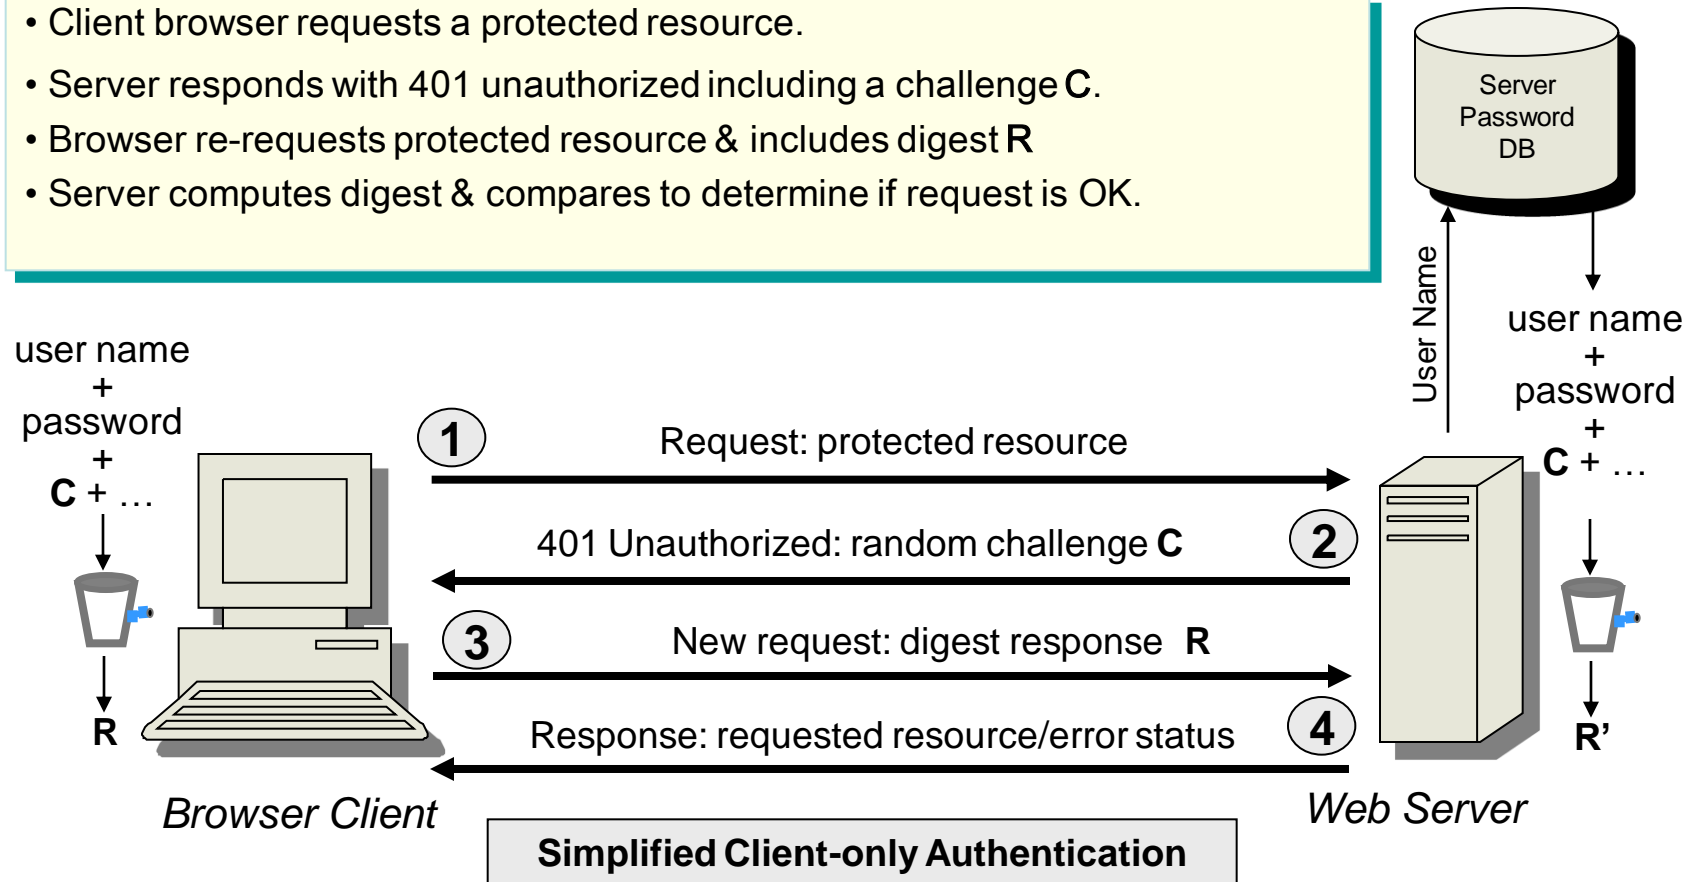 • Client browser requests a protected resource.
• Server responds with 401 unauthorized including a challenge C.
• Browser re-requests protected resource & includes digest R
• Server computes digest & compares to determine if request is OK.
Server
Password
DB
User Name
user name
+
password
+
C + …
user name
+
password
+
C + …
1
Request: protected resource
401 Unauthorized: random challenge C
2
3
New request: digest response R
Response: requested resource/error status
4
R
R’
Browser Client
Web Server
Simplified Client-only Authentication